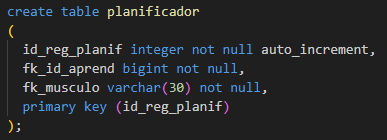 create table planificador
(
  id_reg_planif integer not null auto_increment,
  fk_id_aprend bigint not null,
  fk_musculo varchar(30) not null,
  primary key (id_reg_planif)
);